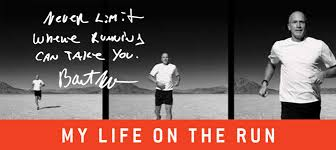 NEVER LIMIT
WHERE RUNNING
CAN TAKE YOU.
MY LIFE ON THE RUN